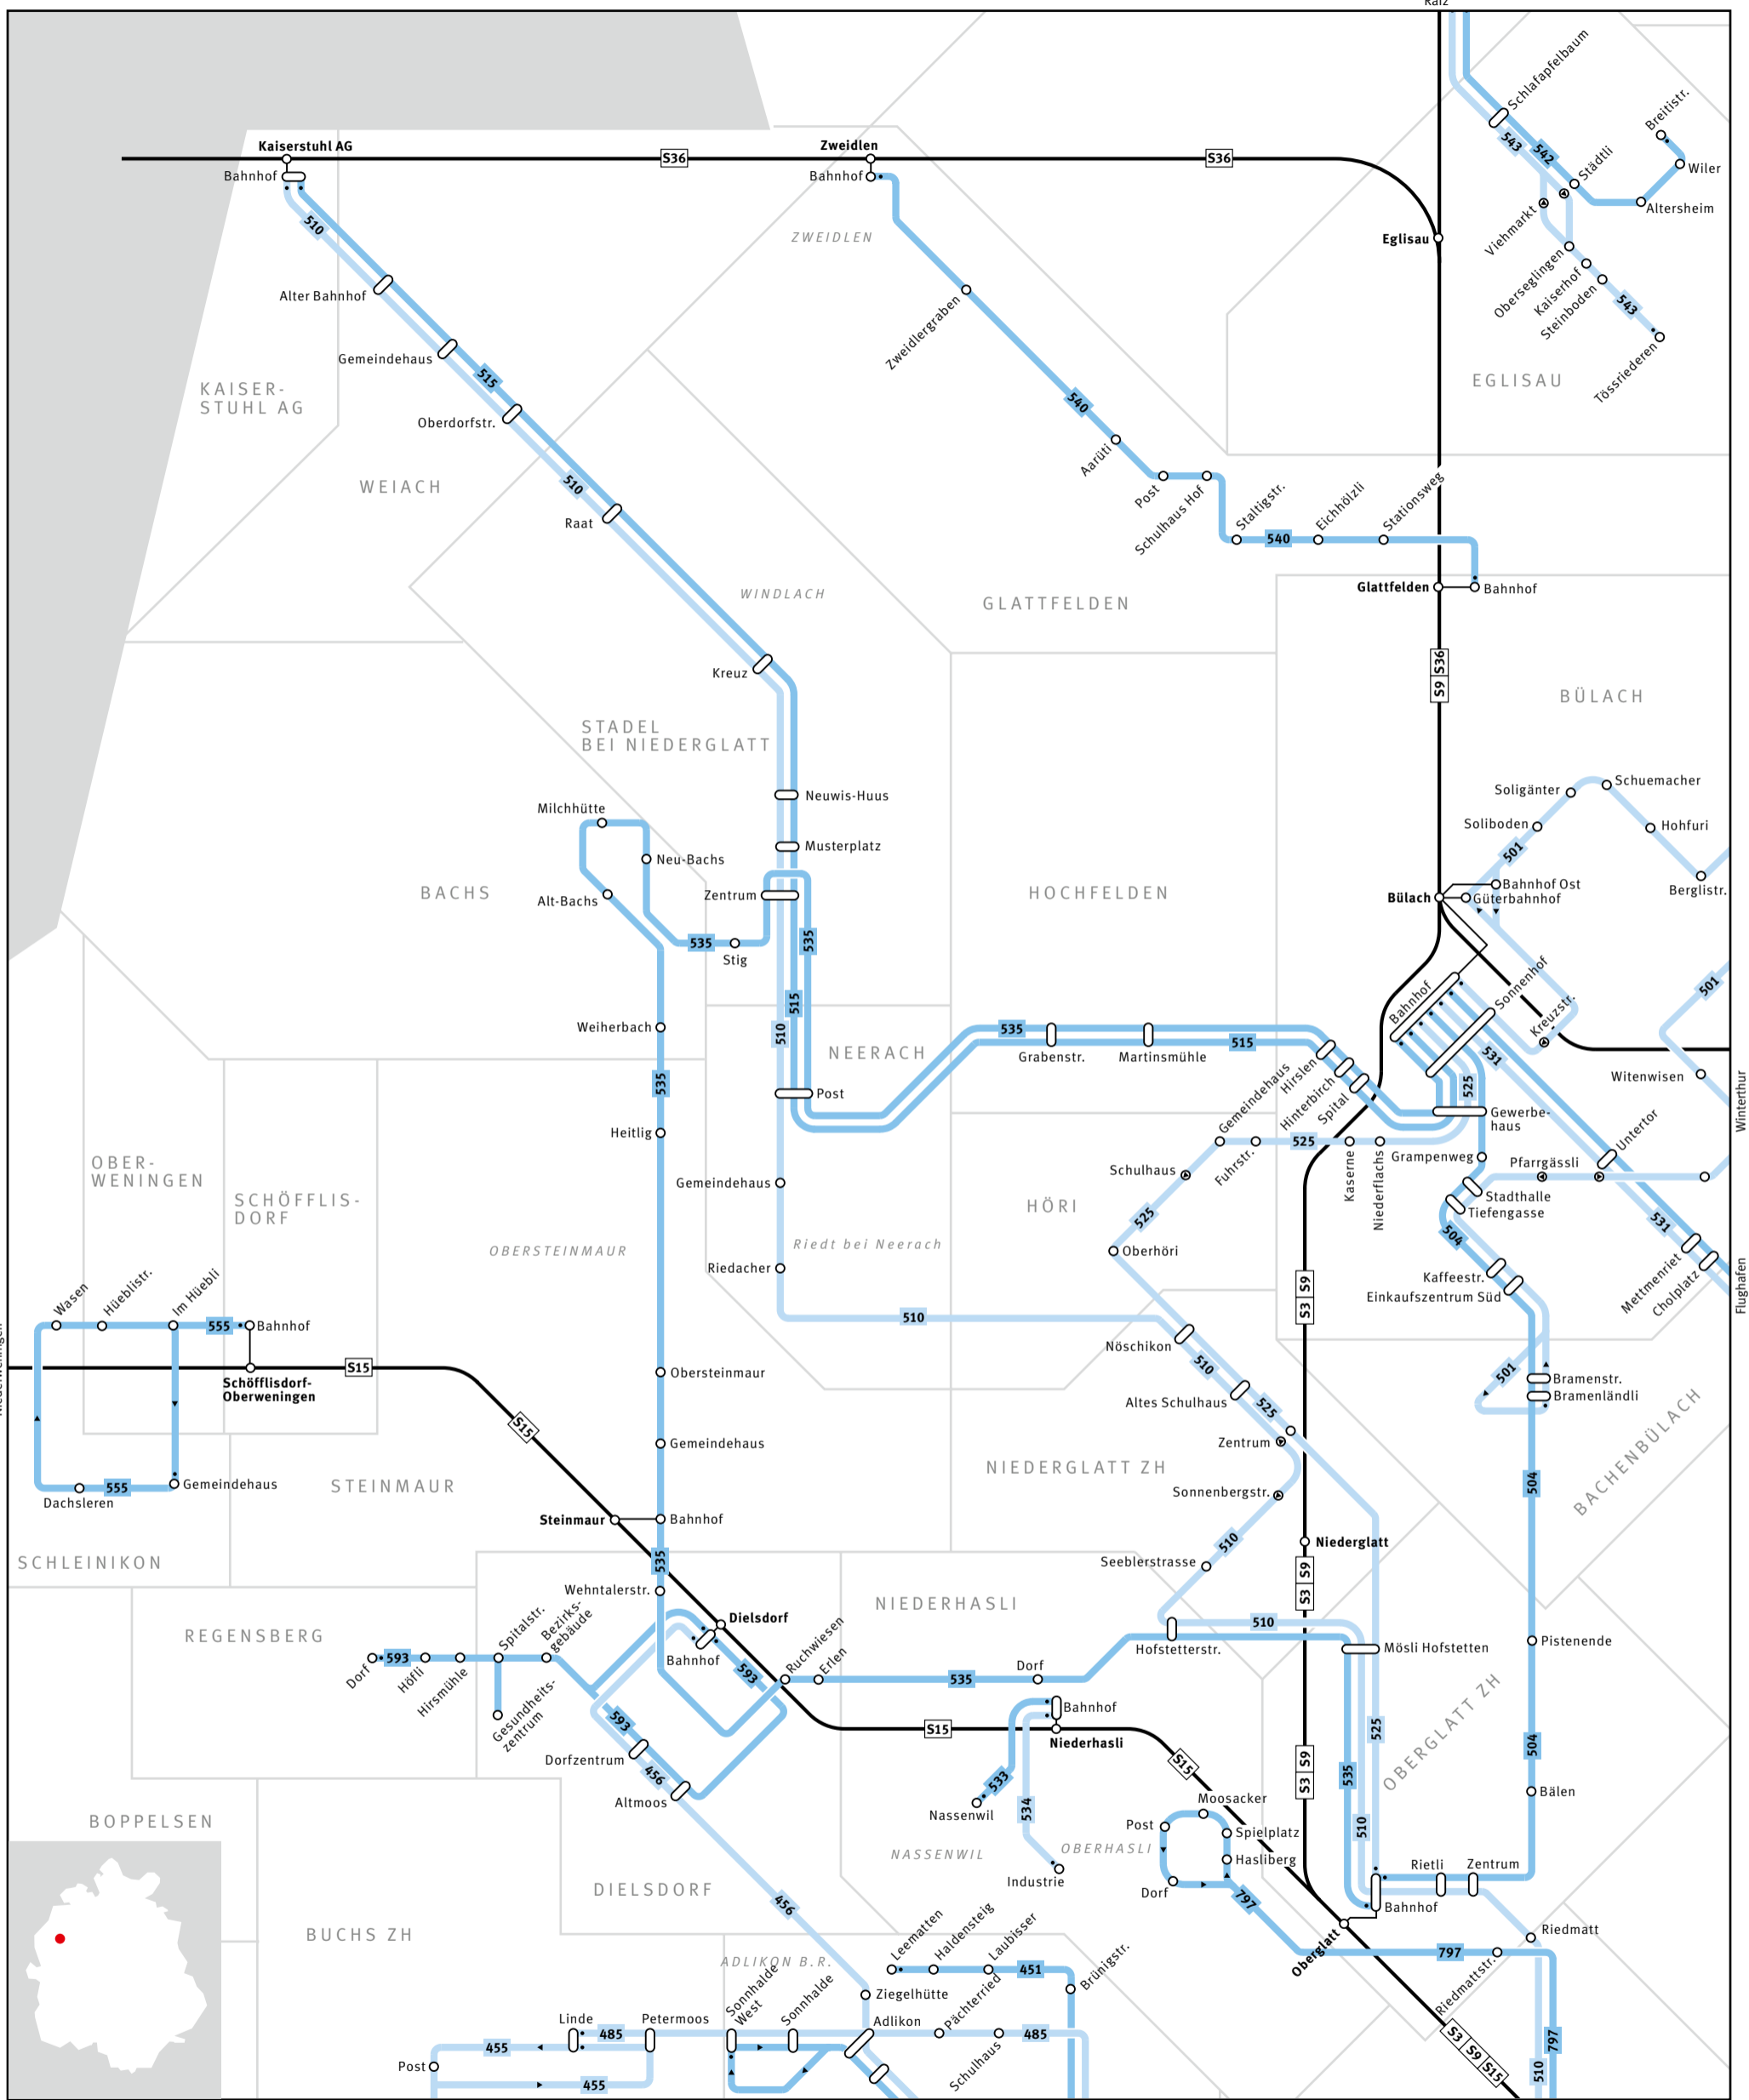 Rafz
Schlafapfelbaum
Breitistr.
543
542
Städtli
Wiler
Kaiserstuhl AG
Zweidlen
S36
S36
Bahnhof
Bahnhof
Viehmarkt
Altersheim
510
ZWEIDLEN
Eglisau
Oberseglingen
Kaiserhof
Steinboden
543
Alter Bahnhof
Zweidlergraben
Tössriederen
Gemeindehaus
515
KAISER-
STUHL AG
EGLISAU
540
Oberdorfstr.
Aarüti
WEIACH
510
Post
Schulhaus Hof
Staltigstr.
Eichhölzli
Stationsweg
Raat
540
WINDLACH
GLATTFELDEN
Glattfelden
Bahnhof
Kreuz
S9 S36
BÜLACH
STADEL
BEI NIEDERGLATT
Neuwis-Huus
Soligänter
Schuemacher
Milchhütte
Soliboden
Hohfuri
Neu-Bachs
Musterplatz
501
BACHS
Alt-Bachs
Zentrum
HOCHFELDEN
Bahnhof Ost
Bülach
Güterbahnhof
Berglistr.
535
Stig
535
Sonnenhof
501
515
Bahnhof
Weiherbach
510
NEERACH
535
Grabenstr.
Martinsmühle
515
Kreuzstr.
531
535
Hirslen
Hinterbirch
Spital
525
Witenwisen
Winterthur
Post
Gewerbe-
haus
Gemeindehaus
Heitlig
525
Untertor
OBER-
WENINGEN
SCHÖFFLIS-
DORF
Gemeindehaus
Schulhaus
Fuhrstr.
Kaserne
Niederflachs
Grampenweg
Pfarrgässli
HÖRI
Stadthalle
Tiefengasse
525
531
OBERSTEINMAUR
Riedt bei Neerach
Oberhöri
504
Riedacher
Kaffeestr.
Einkaufszentrum Süd
Mettmenriet
Cholplatz
Flughafen
Wasen
Hüeblistr.
Im Hüebli
555
Bahnhof
510
S3 S9
Nöschikon
S15
510
501
Schöfflisdorf-
Oberweningen
Obersteinmaur
Bramenstr.
Bramenländli
Altes Schulhaus
525
S15
Gemeindehaus
Zentrum
BACHENBÜLACH
NIEDERGLATT ZH
STEINMAUR
Gemeindehaus
555
Dachsleren
Sonnenbergstr.
504
Steinmaur
Bahnhof
510
Niederglatt
SCHLEINIKON
535
Seeblerstrasse
S3 S9
Wehntalerstr.
NIEDERHASLI
Dielsdorf
510
REGENSBERG
Spitalstr.
Bezirks-
gebäude
Ruchwiesen
Erlen
Hofstetterstr.
Mösli Hofstetten
Pistenende
Dorf
593
Höfli
Hirsmühle
Bahnhof
593
535
Dorf
Gesundheits-
zentrum
593
Bahnhof
OBERGLATT ZH
S15
Niederhasli
525
504
Dorfzentrum
456
S15
S3 S9
535
533
Altmoos
Nassenwil
534
Moosacker
Bälen
BOPPELSEN
Post
Spielplatz
510
NASSENWIL
OBERHASLI
Hasliberg
Rietli
Zentrum
Industrie
Dorf
DIELSDORF
797
Bahnhof
456
BUCHS ZH
Leematten
Haldensteig
Laubisser
Brünigstr.
Oberglatt
Riedmatt
797
ADLIKON B.R.
451
Riedmattstr.
Sonnhalde
West
Sonnhalde
Ziegelhütte
Pächterried
Linde
485
Petermoos
Adlikon
485
S3 S9 S15
797
455
Post
Schulhaus
455
510